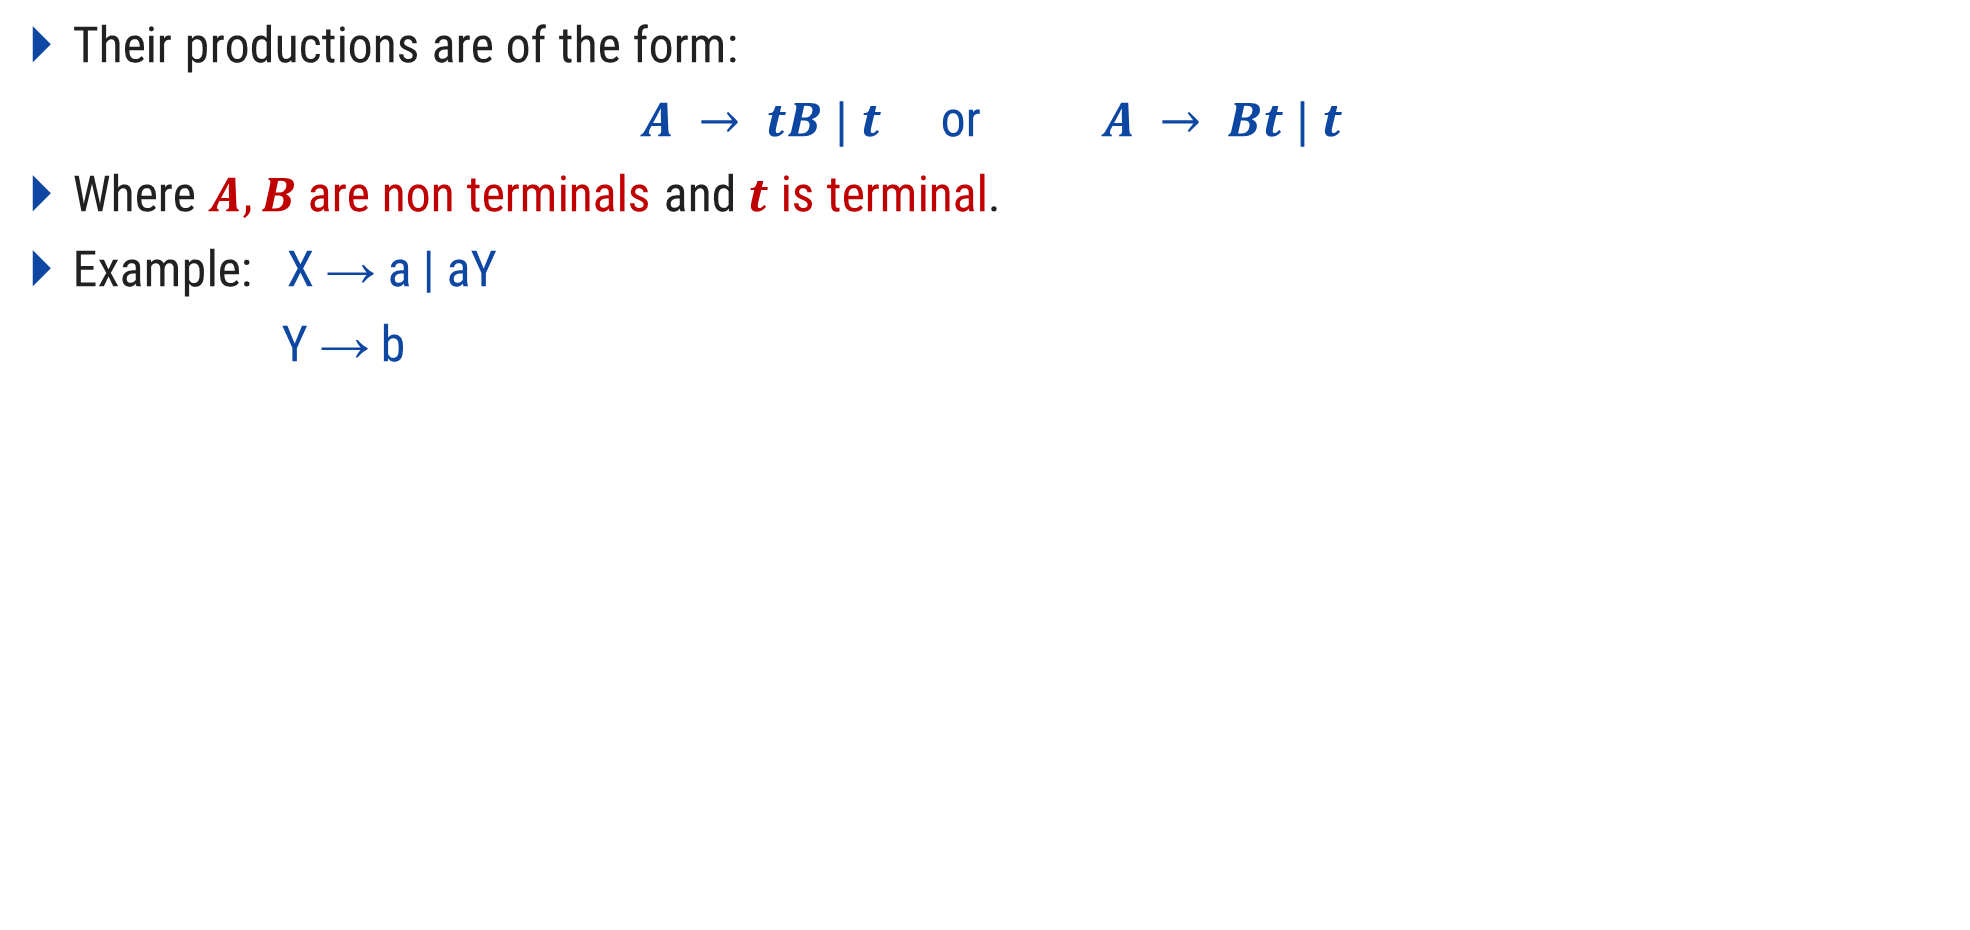 Their productions are of the form:
A → tB | t or A → Bt | t
Where A, B are non terminals and t is terminal.
Example: X ⟶ a | aY
Y ⟶ b